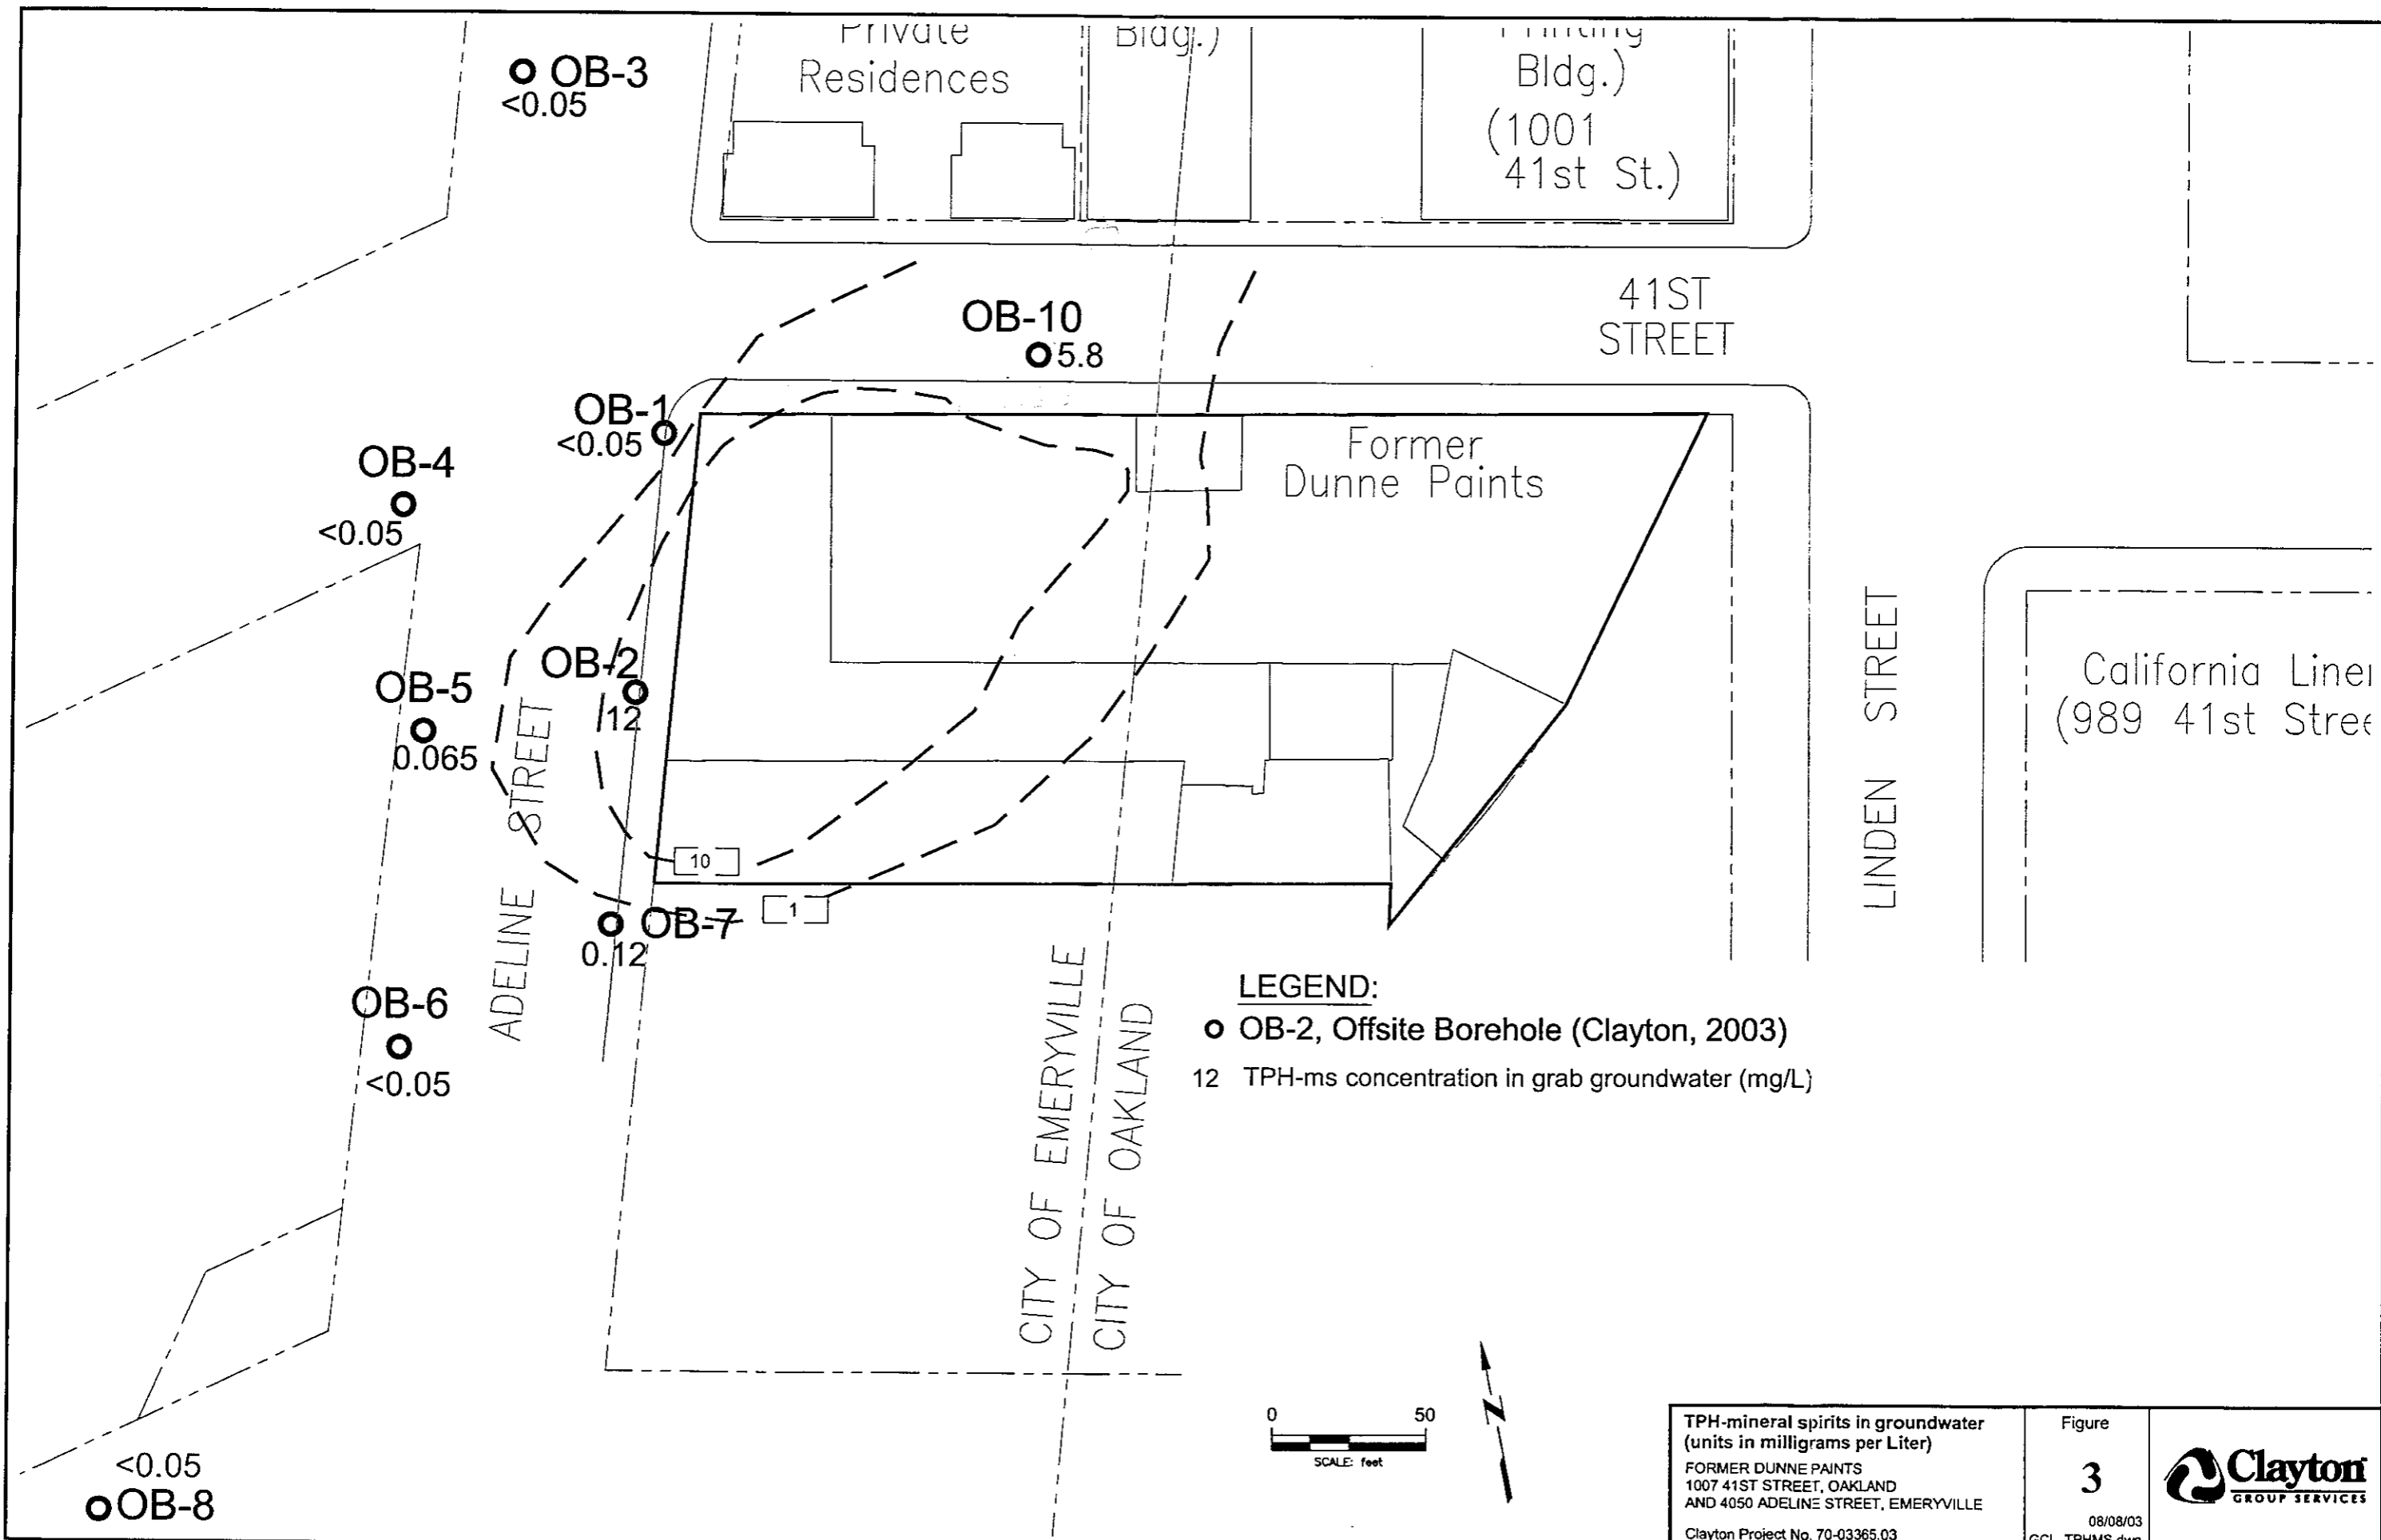 Private
Residences
Bldg.)
Bldg.)
(1001
41st St.)
OB-3
<0.05
41ST
STREET
OB-10
5.8
OB-1
<0.05
OB-4
<0.05
Former
Dunne Paints
OB-2
12
OB-5
0.065
ADELINE STREET
LINDEN STREET
California
(989 41st
10
1
OB-7
0.12
OB-6
<0.05
CITY OF EMERYVILLE
CITY OF OAKLAND
LEGEND:
OB-2, Offsite Borehole (Clayton, 2003)
12 TPH-ms concentration in grab groundwater (mg/L)
<0.05
OB-8
0 50
SCALE: feet
N
TPH-mineral spirits in groundwater
(units in milligrams per Liter)
FORMER DUNNE PAINTS
1007 41ST STREET, OAKLAND
AND 4050 ADELINE STREET, EMERYVILLE
Clayton Project No. 70-03365.03
Figure
3
08/08/03
Clayton
GROUP SERVICES